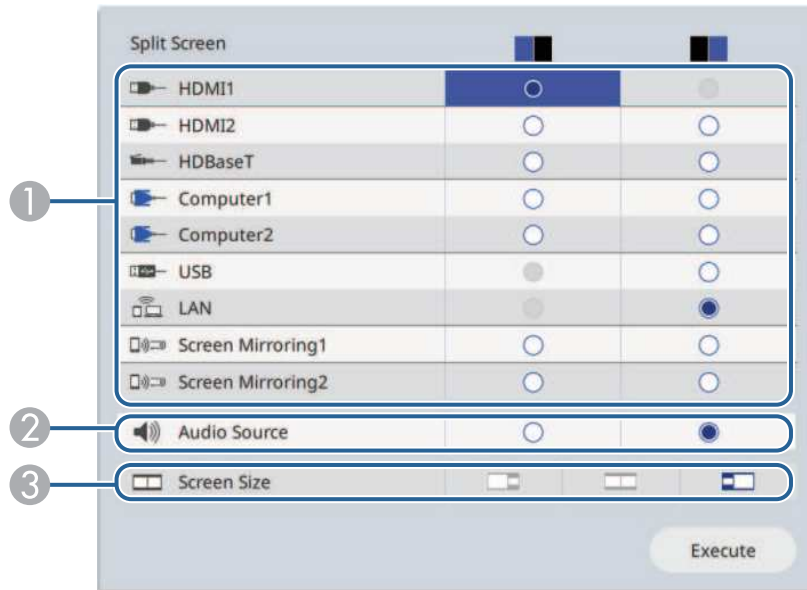 Split Screen
HDMI1
HDMI2
HDBaseT
1
Computer1
Computer2
USB
LAN
Screen Mirroring1
Screen Mirroring2
2
Audio Source
3
Screen Size
Execute